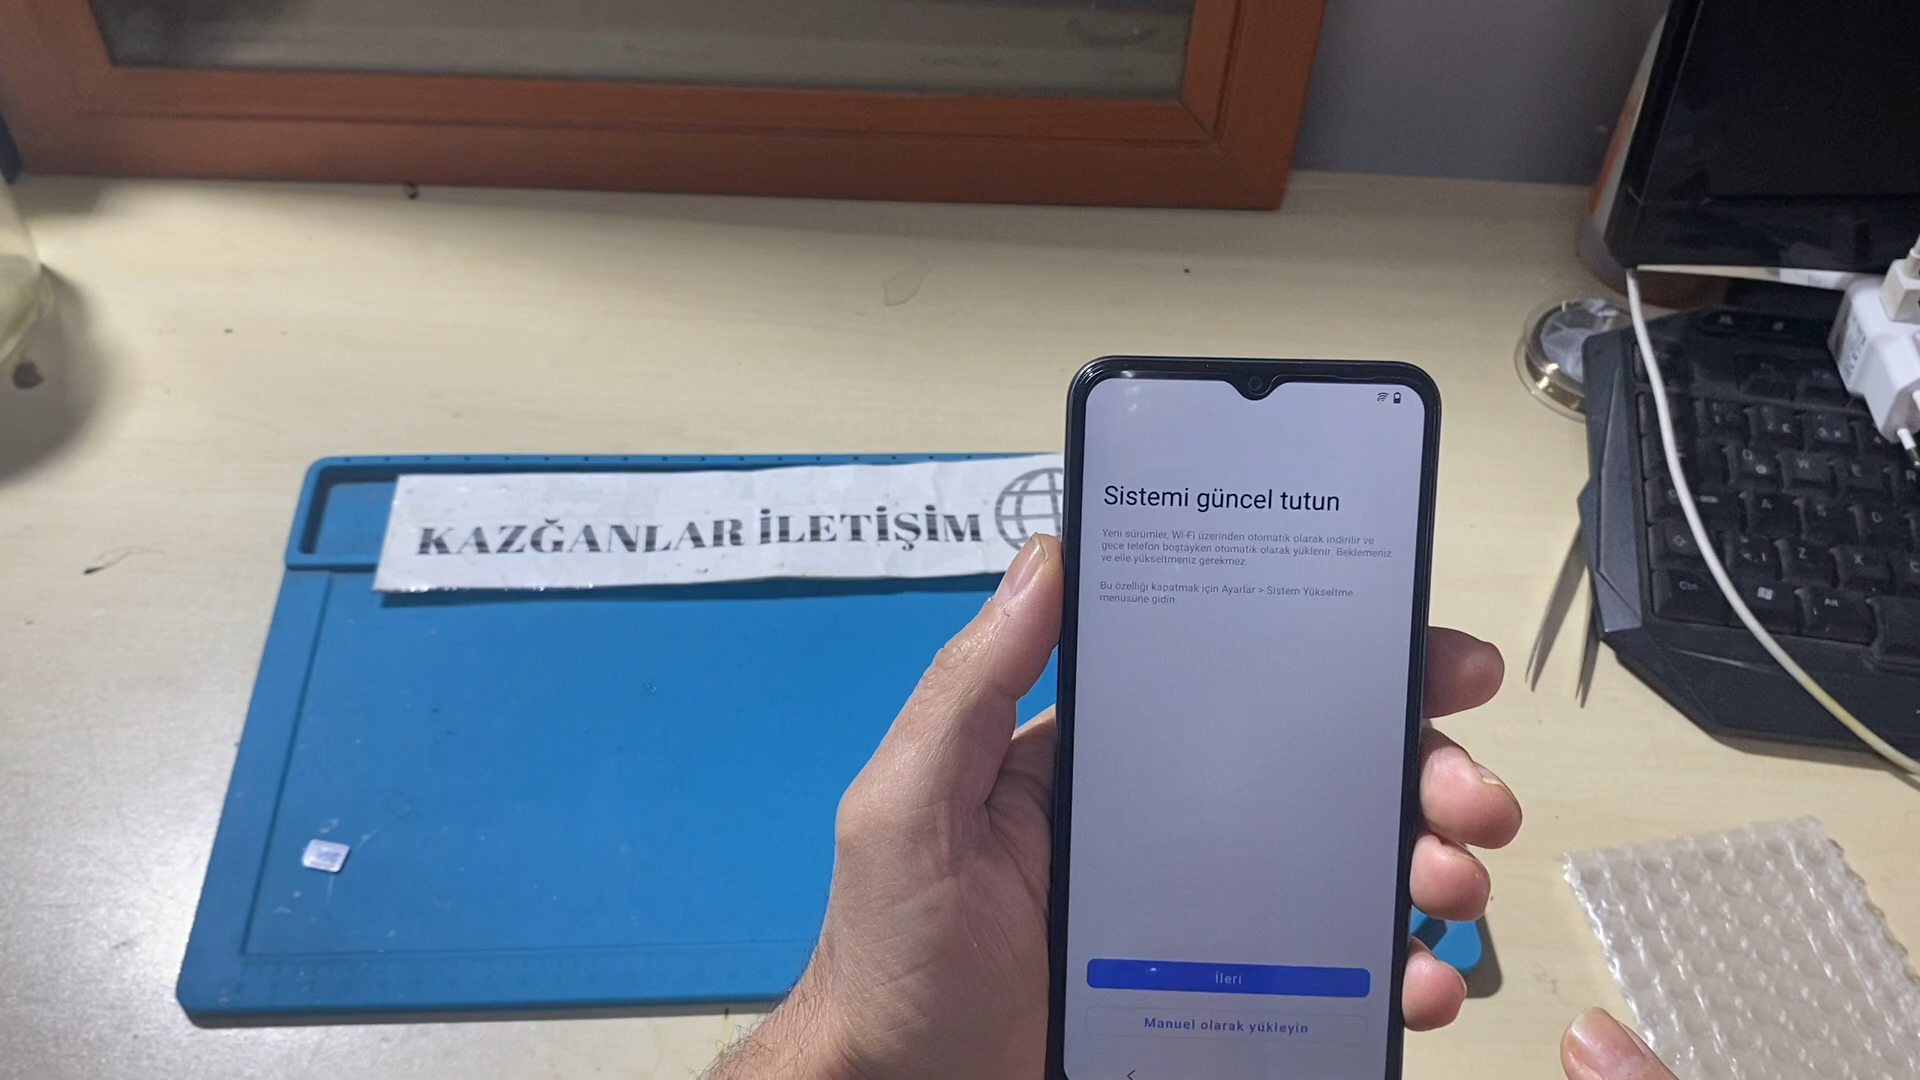 KAZĞANLAR İLETİŞİM
Sistemi güncel tutun
Yeni sürümler, Wi-Fi üzerinden otomatik olarak indirilir ve
gece telefon boştayken otomatik olarak yüklenir. Beklemeniz
ve elle yükseltmeniz gerekmez.
Bu özelliği kapatmak için Ayarlar > Sistem Yükseltme
menüsüne gidin.
İleri
Manuel olarak yükleyin